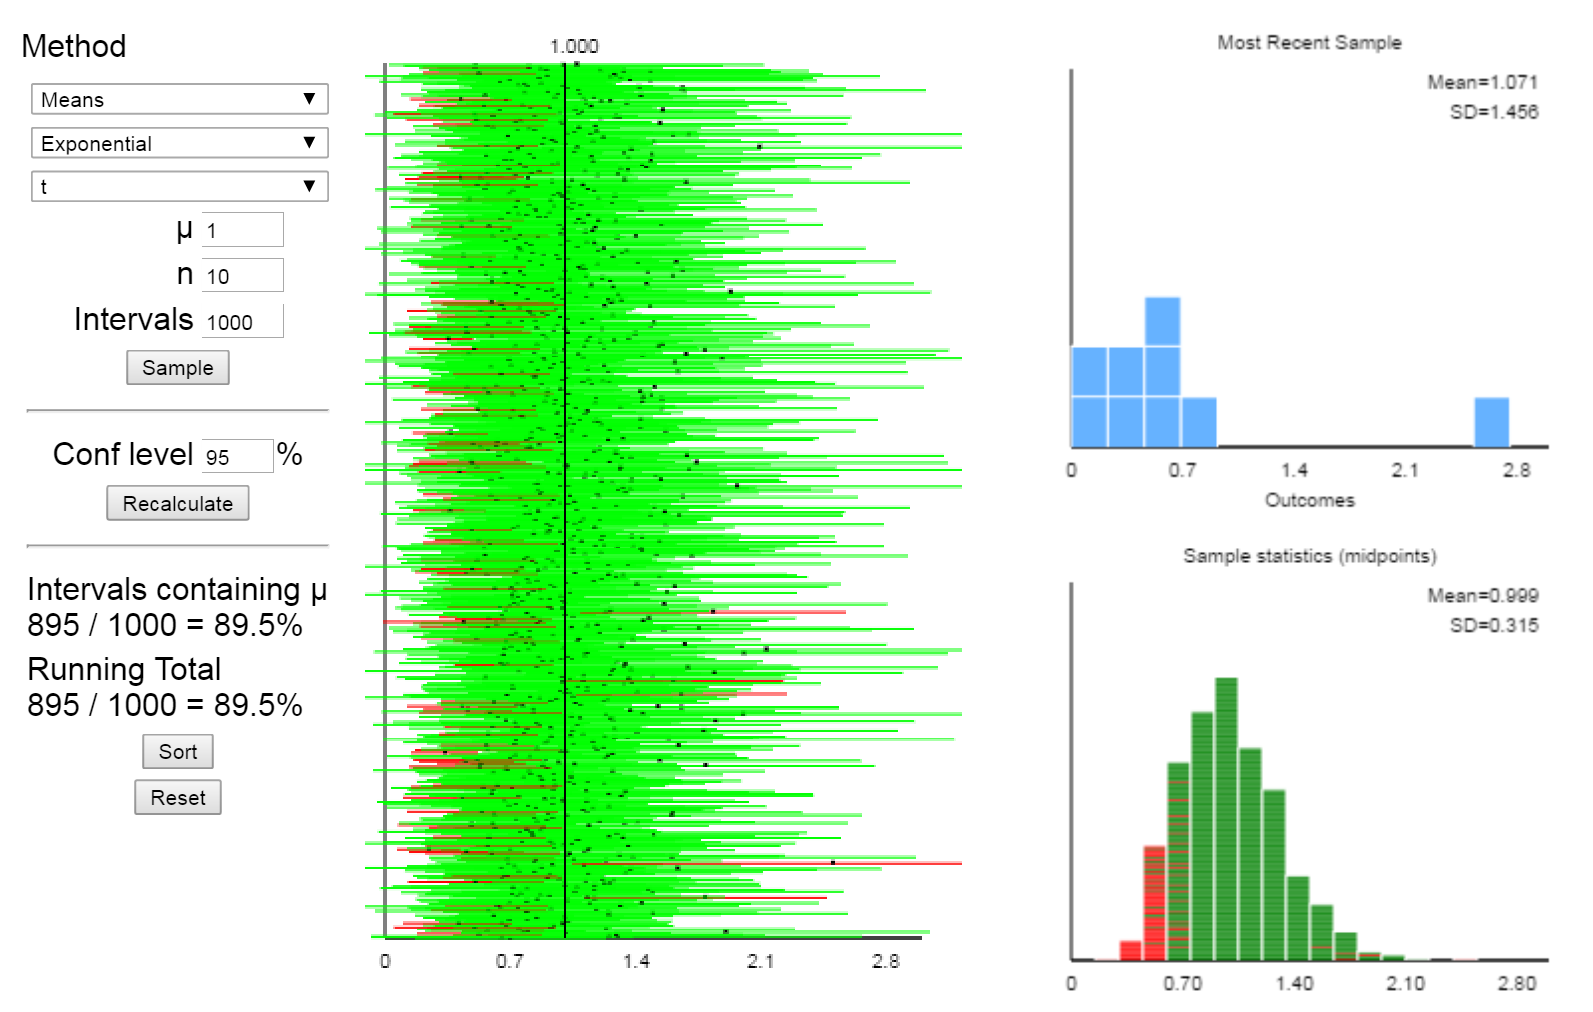 Method
Means
Exponential
t
μ 1
n 10
Intervals 1000
Sample
Conf level 95 %
Recalculate
Intervals containing μ
895 / 1000 = 89.5%
Running Total
895 / 1000 = 89.5%
Sort
Reset
1.000
0 0.7 1.4 2.1 2.8
Most Recent Sample
Mean=1.071
SD=1.456
0 0.7 1.4 2.1 2.8
Outcomes
Sample statistics (midpoints)
Mean=0.999
SD=0.315
0 0.70 1.40 2.10 2.80